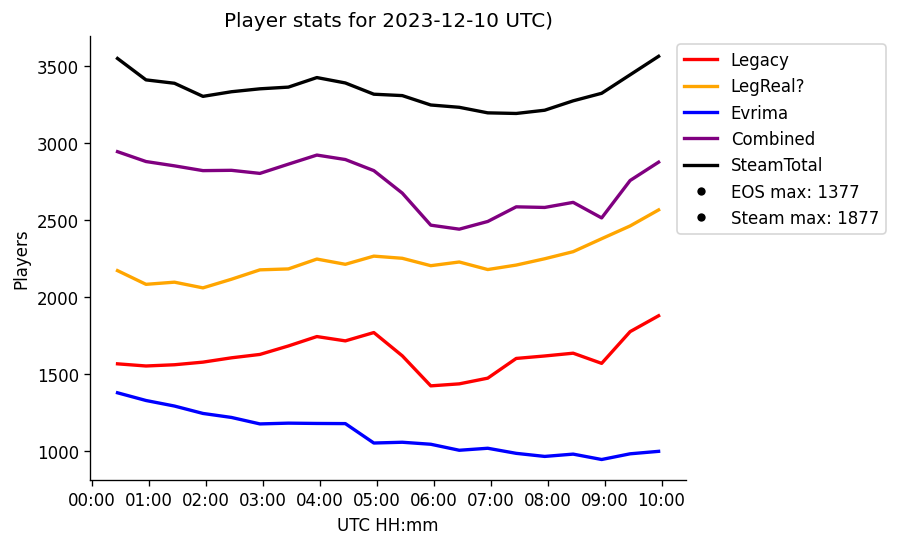 Player stats for 2023-12-10 UTC)
Players
3500
3000
2500
2000
1500
1000
00:00 01:00 02:00 03:00 04:00 05:00 06:00 07:00 08:00 09:00 10:00
UTC HH:mm
Legacy
LegReal?
Evrima
Combined
SteamTotal
EOS max: 1377
Steam max: 1877